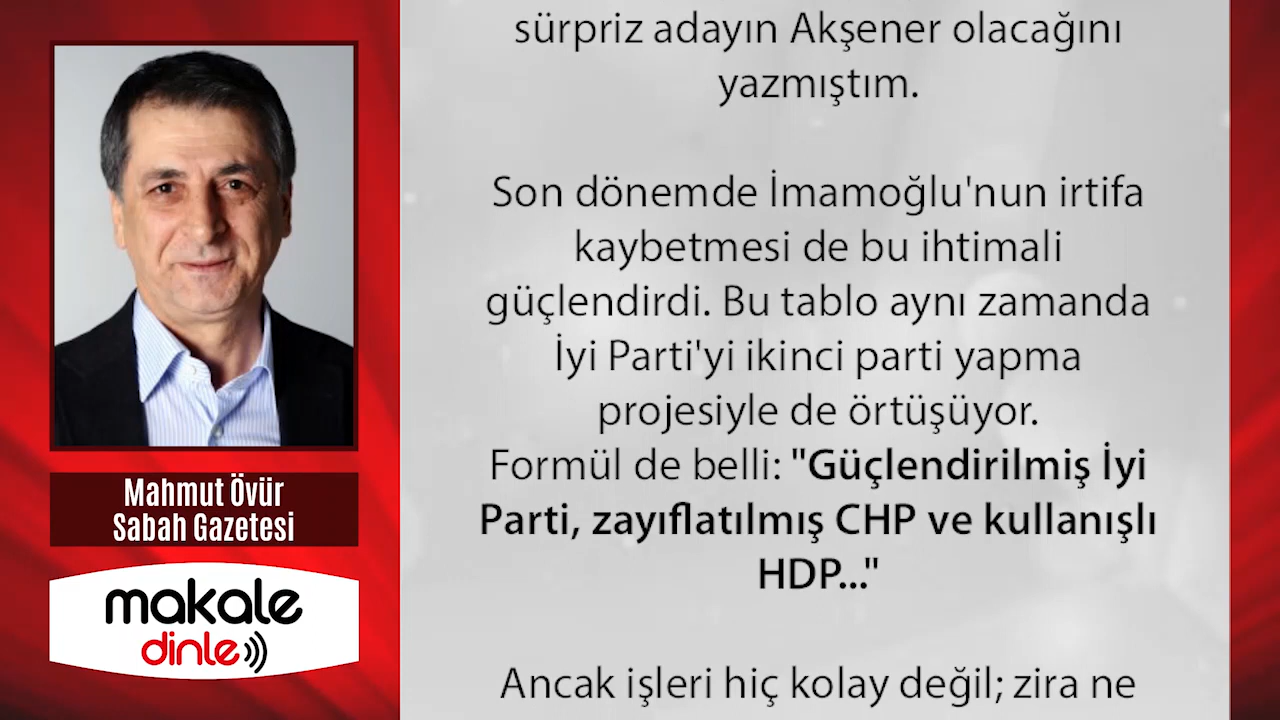 sürpriz adayın Akşener olacağını
yazmıştım.
Son dönemde İmamoğlu'nun irtifa
kaybetmesi de bu ihtimali
güçlendirdi. Bu tablo aynı zamanda
İyi Parti'yi ikinci parti yapma
projesiyle de örtüşüyor.
Formül de belli: "Güçlendirilmiş İyi
Parti, zayıflatılmış CHP ve kullanışlı
HDP..."
Ancak işleri hiç kolay değil; zira ne
Mahmut Övür
Sabah Gazetesi
makale
dinle